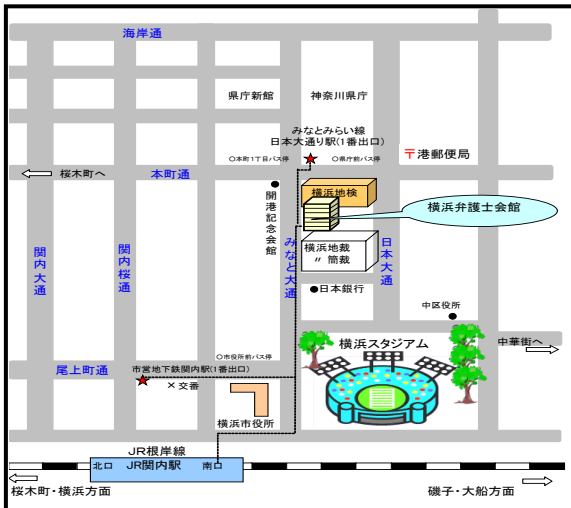 海岸通
県庁新館
神奈川県庁
みなとみらい線
日本大通り駅(1番出口)
○本町1丁目バス停
○県庁前バス停
〒港郵便局
桜木町へ
本町通
横浜地検
開港記念会館
横浜弁護士会館
関内大通
関内桜通
みなと大通
横浜地裁
〃 簡裁
日本大通
●日本銀行
中区役所
横浜スタジアム
中華街へ
○市役所前バス停
尾上町通
市営地下鉄関内駅(1番出口)
×交番
横浜市役所
JR根岸線
北口
JR関内駅
南口
桜木町・横浜方面
磯子・大船方面